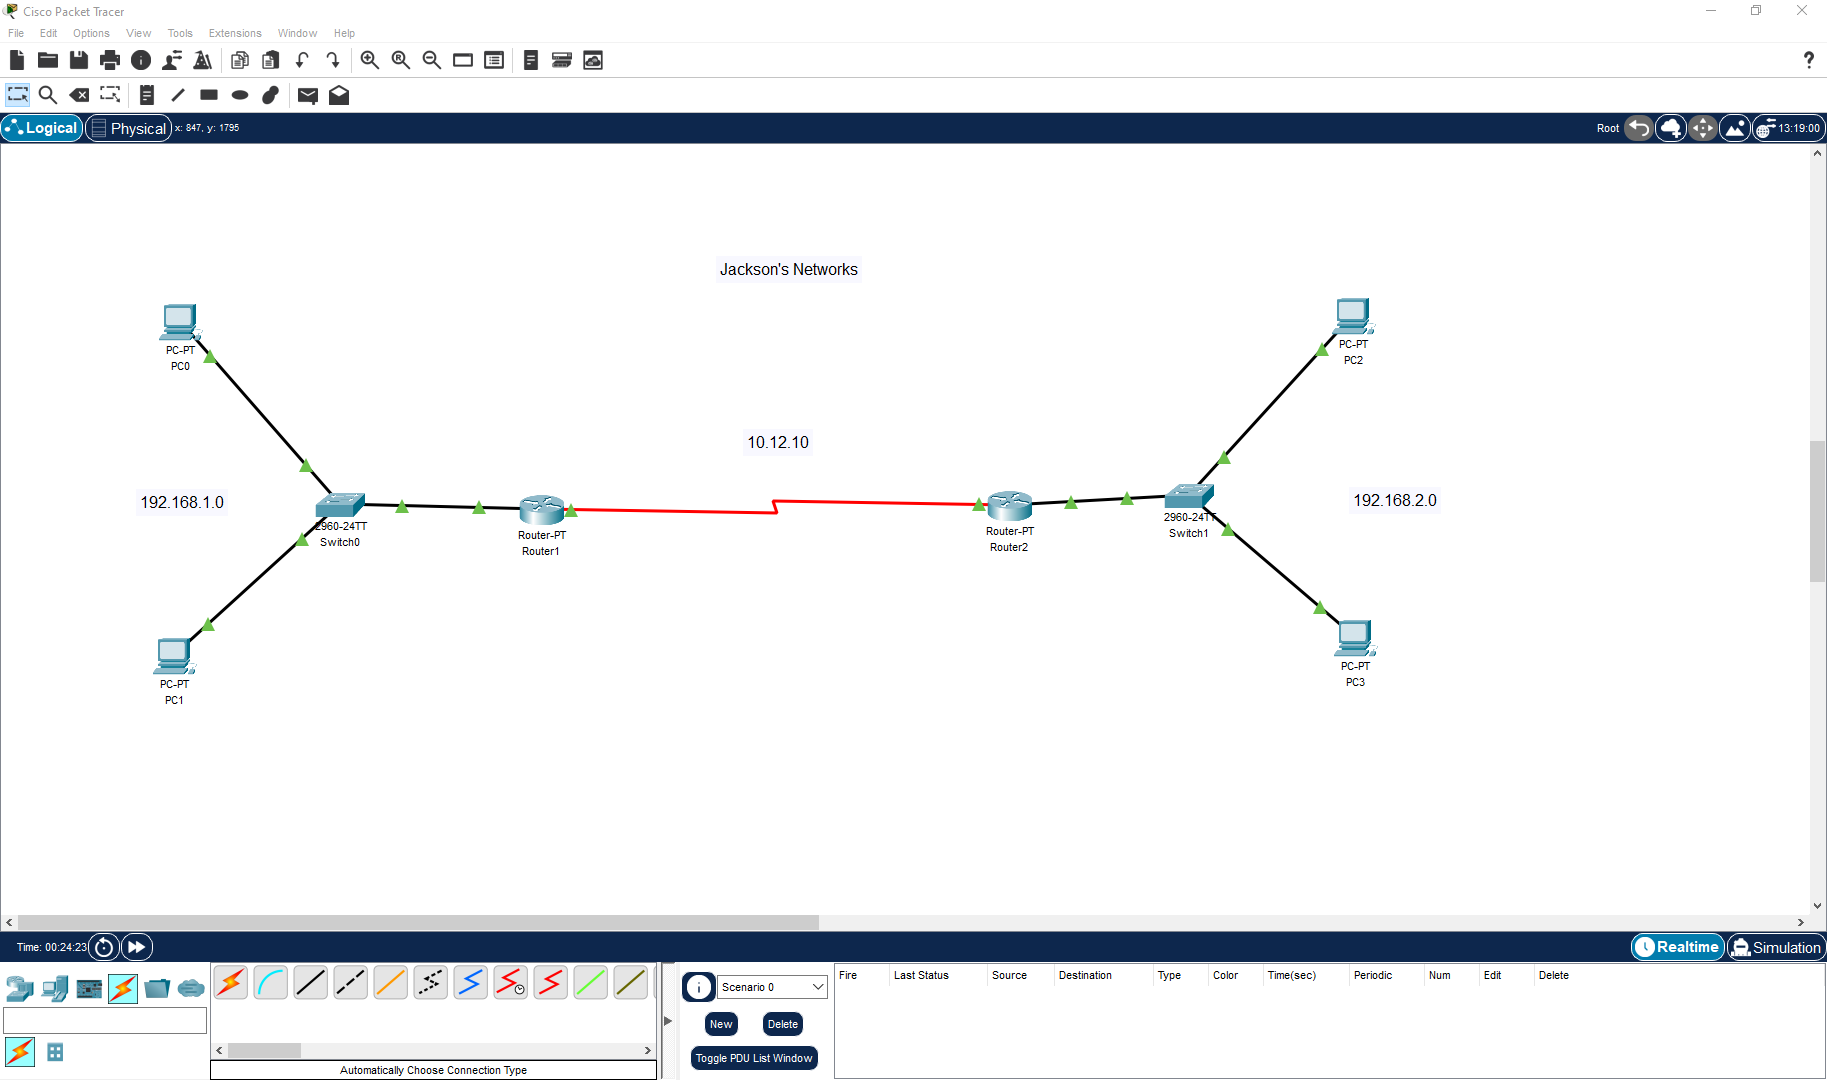 Cisco Packet Tracer
File Edit Options View Tools Extensions Window Help
Logical Physical x: 847, y: 1795 Root 13:19:00
Jackson's Networks
PC-PT
PC0
PC-PT
PC2
10.12.10
192.168.1.0
192.168.2.0
2960-24TT
Switch0
Router-PT
Router1
Router-PT
Router2
2960-24TT
Switch1
PC-PT
PC1
PC-PT
PC3
Time: 00:24:23 Realtime Simulation
Scenario 0
New Delete
Toggle PDU List Window
Fire Last Status Source Destination Type Color Time(sec) Periodic Num Edit Delete
Automatically Choose Connection Type